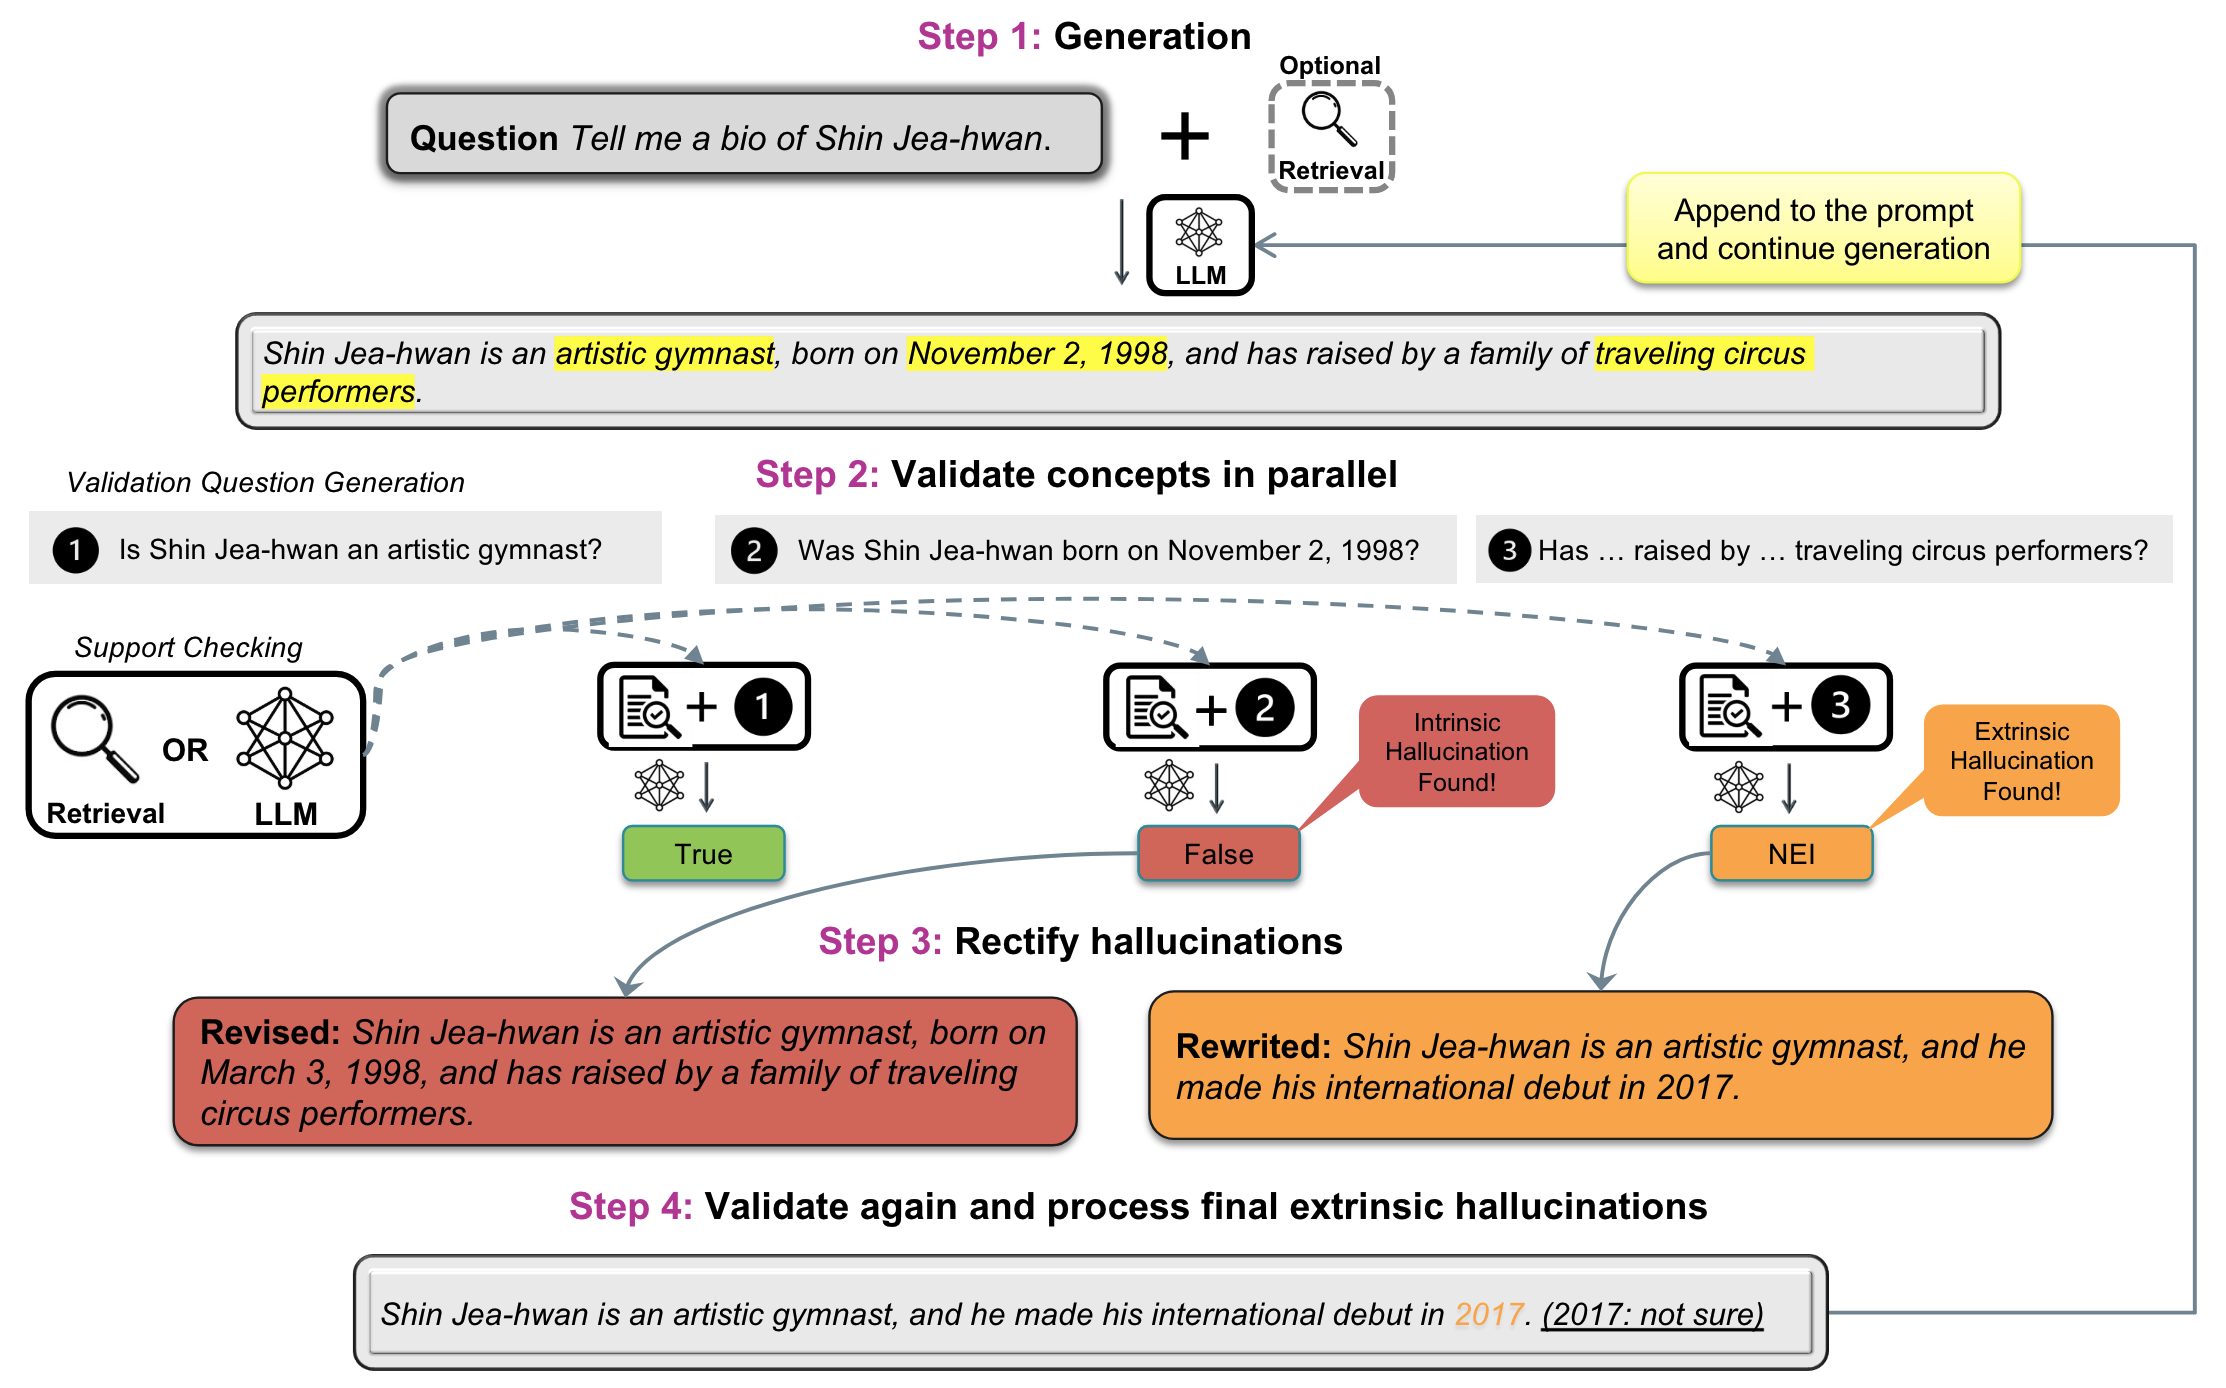 Step 1: Generation
Optional
Question Tell me a bio of Shin Jea-hwan.
Retrieval
LLM
Append to the prompt
and continue generation
Shin Jea-hwan is an artistic gymnast, born on November 2, 1998, and has raised by a family of traveling circus
performers.
Validation Question Generation
Step 2: Validate concepts in parallel
1 Is Shin Jea-hwan an artistic gymnast?
2 Was Shin Jea-hwan born on November 2, 1998?
3 Has … raised by … traveling circus performers?
Support Checking
Retrieval
OR
LLM
+ 1
+ 2
+ 3
Intrinsic
Hallucination
Found!
Extrinsic
Hallucination
Found!
True
False
NEI
Step 3: Rectify hallucinations
Revised: Shin Jea-hwan is an artistic gymnast, born on
March 3, 1998, and has raised by a family of traveling
circus performers.
Rewrited: Shin Jea-hwan is an artistic gymnast, and he
made his international debut in 2017.
Step 4: Validate again and process final extrinsic hallucinations
Shin Jea-hwan is an artistic gymnast, and he made his international debut in 2017. (2017: not sure)